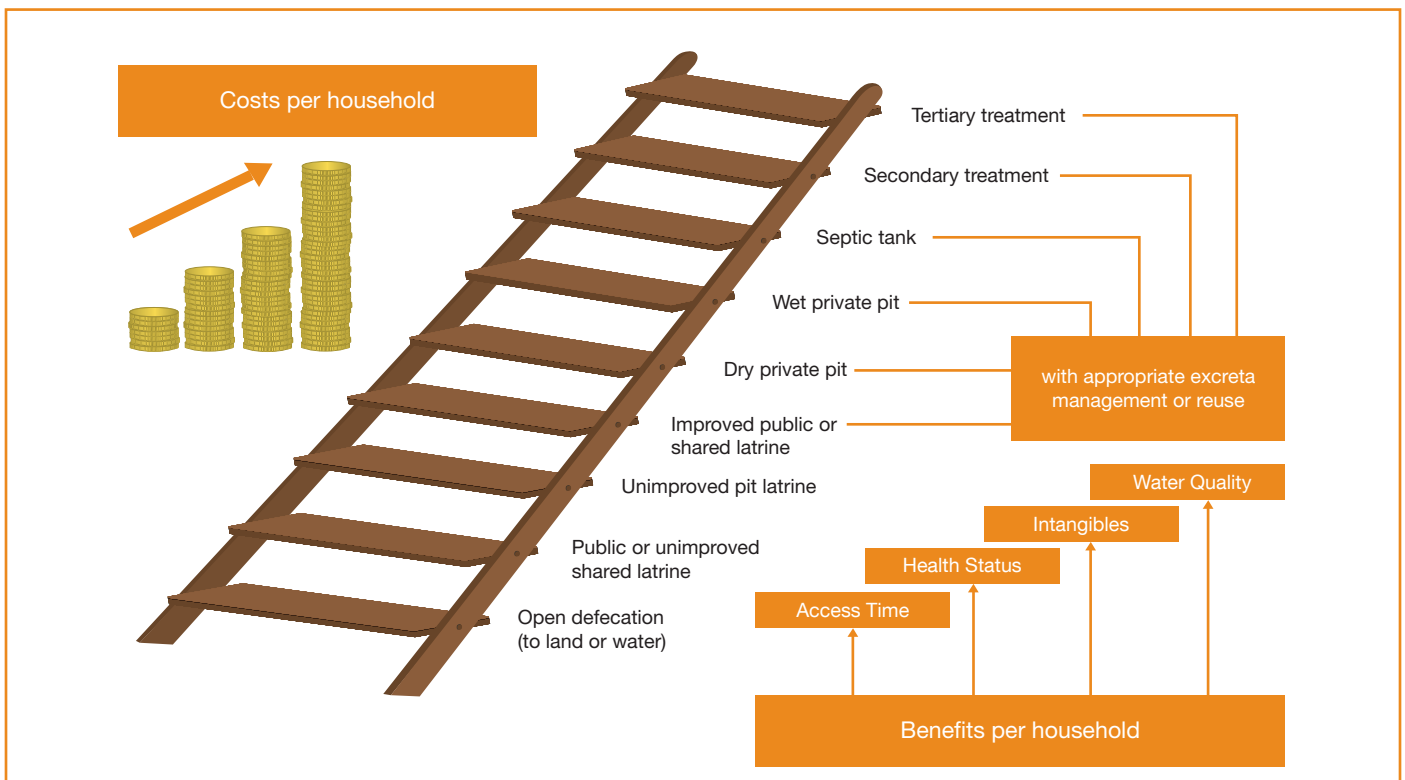 Costs per household
Tertiary treatment
Secondary treatment
Septic tank
Wet private pit
Dry private pit
with appropriate excreta
management or reuse
Improved public or
shared latrine
Unimproved pit latrine
Water Quality
Intangibles
Public or unimproved
shared latrine
Health Status
Access Time
Open defecation
(to land or water)
Benefits per household